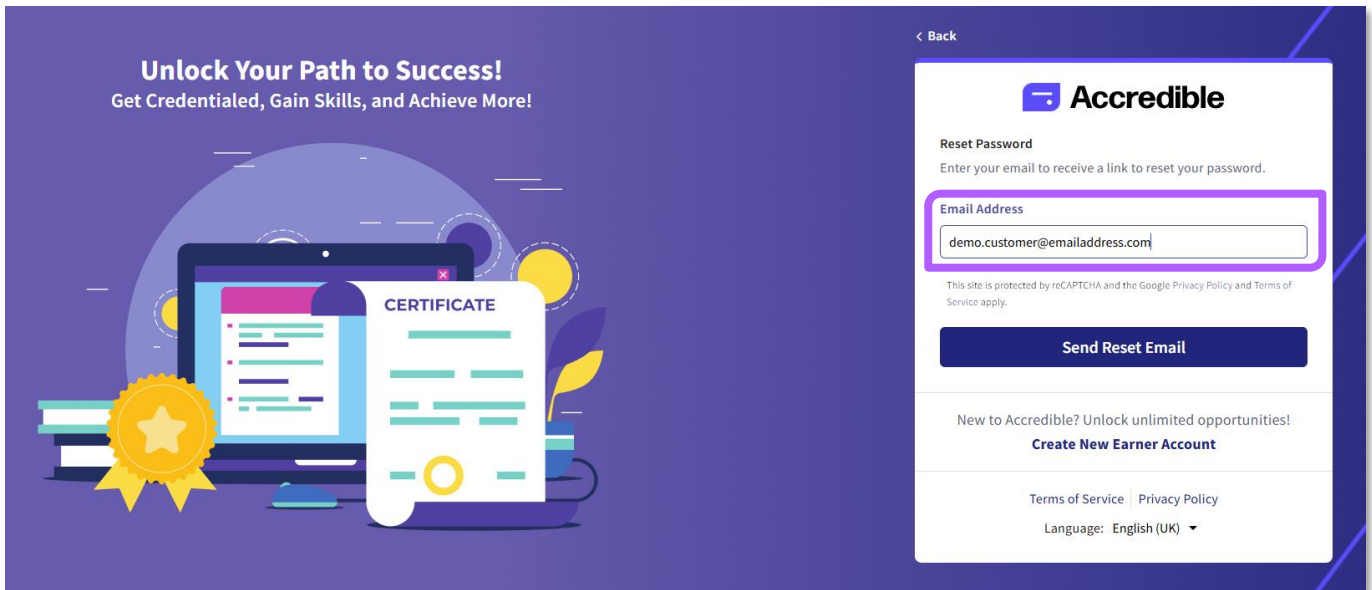 Unlock Your Path to Success!
Get Credentialed, Gain Skills, and Achieve More!
CERTIFICATE
< Back
Accredible
Reset Password
Enter your email to receive a link to reset your password.
Email Address
demo.customer@emailaddress.com
This site is protected by reCAPTCHA and the Google Privacy Policy and Terms of
Service apply.
Send Reset Email
New to Accredible? Unlock unlimited opportunities!
Create New Earner Account
Terms of Service | Privacy Policy
Language: English (UK)